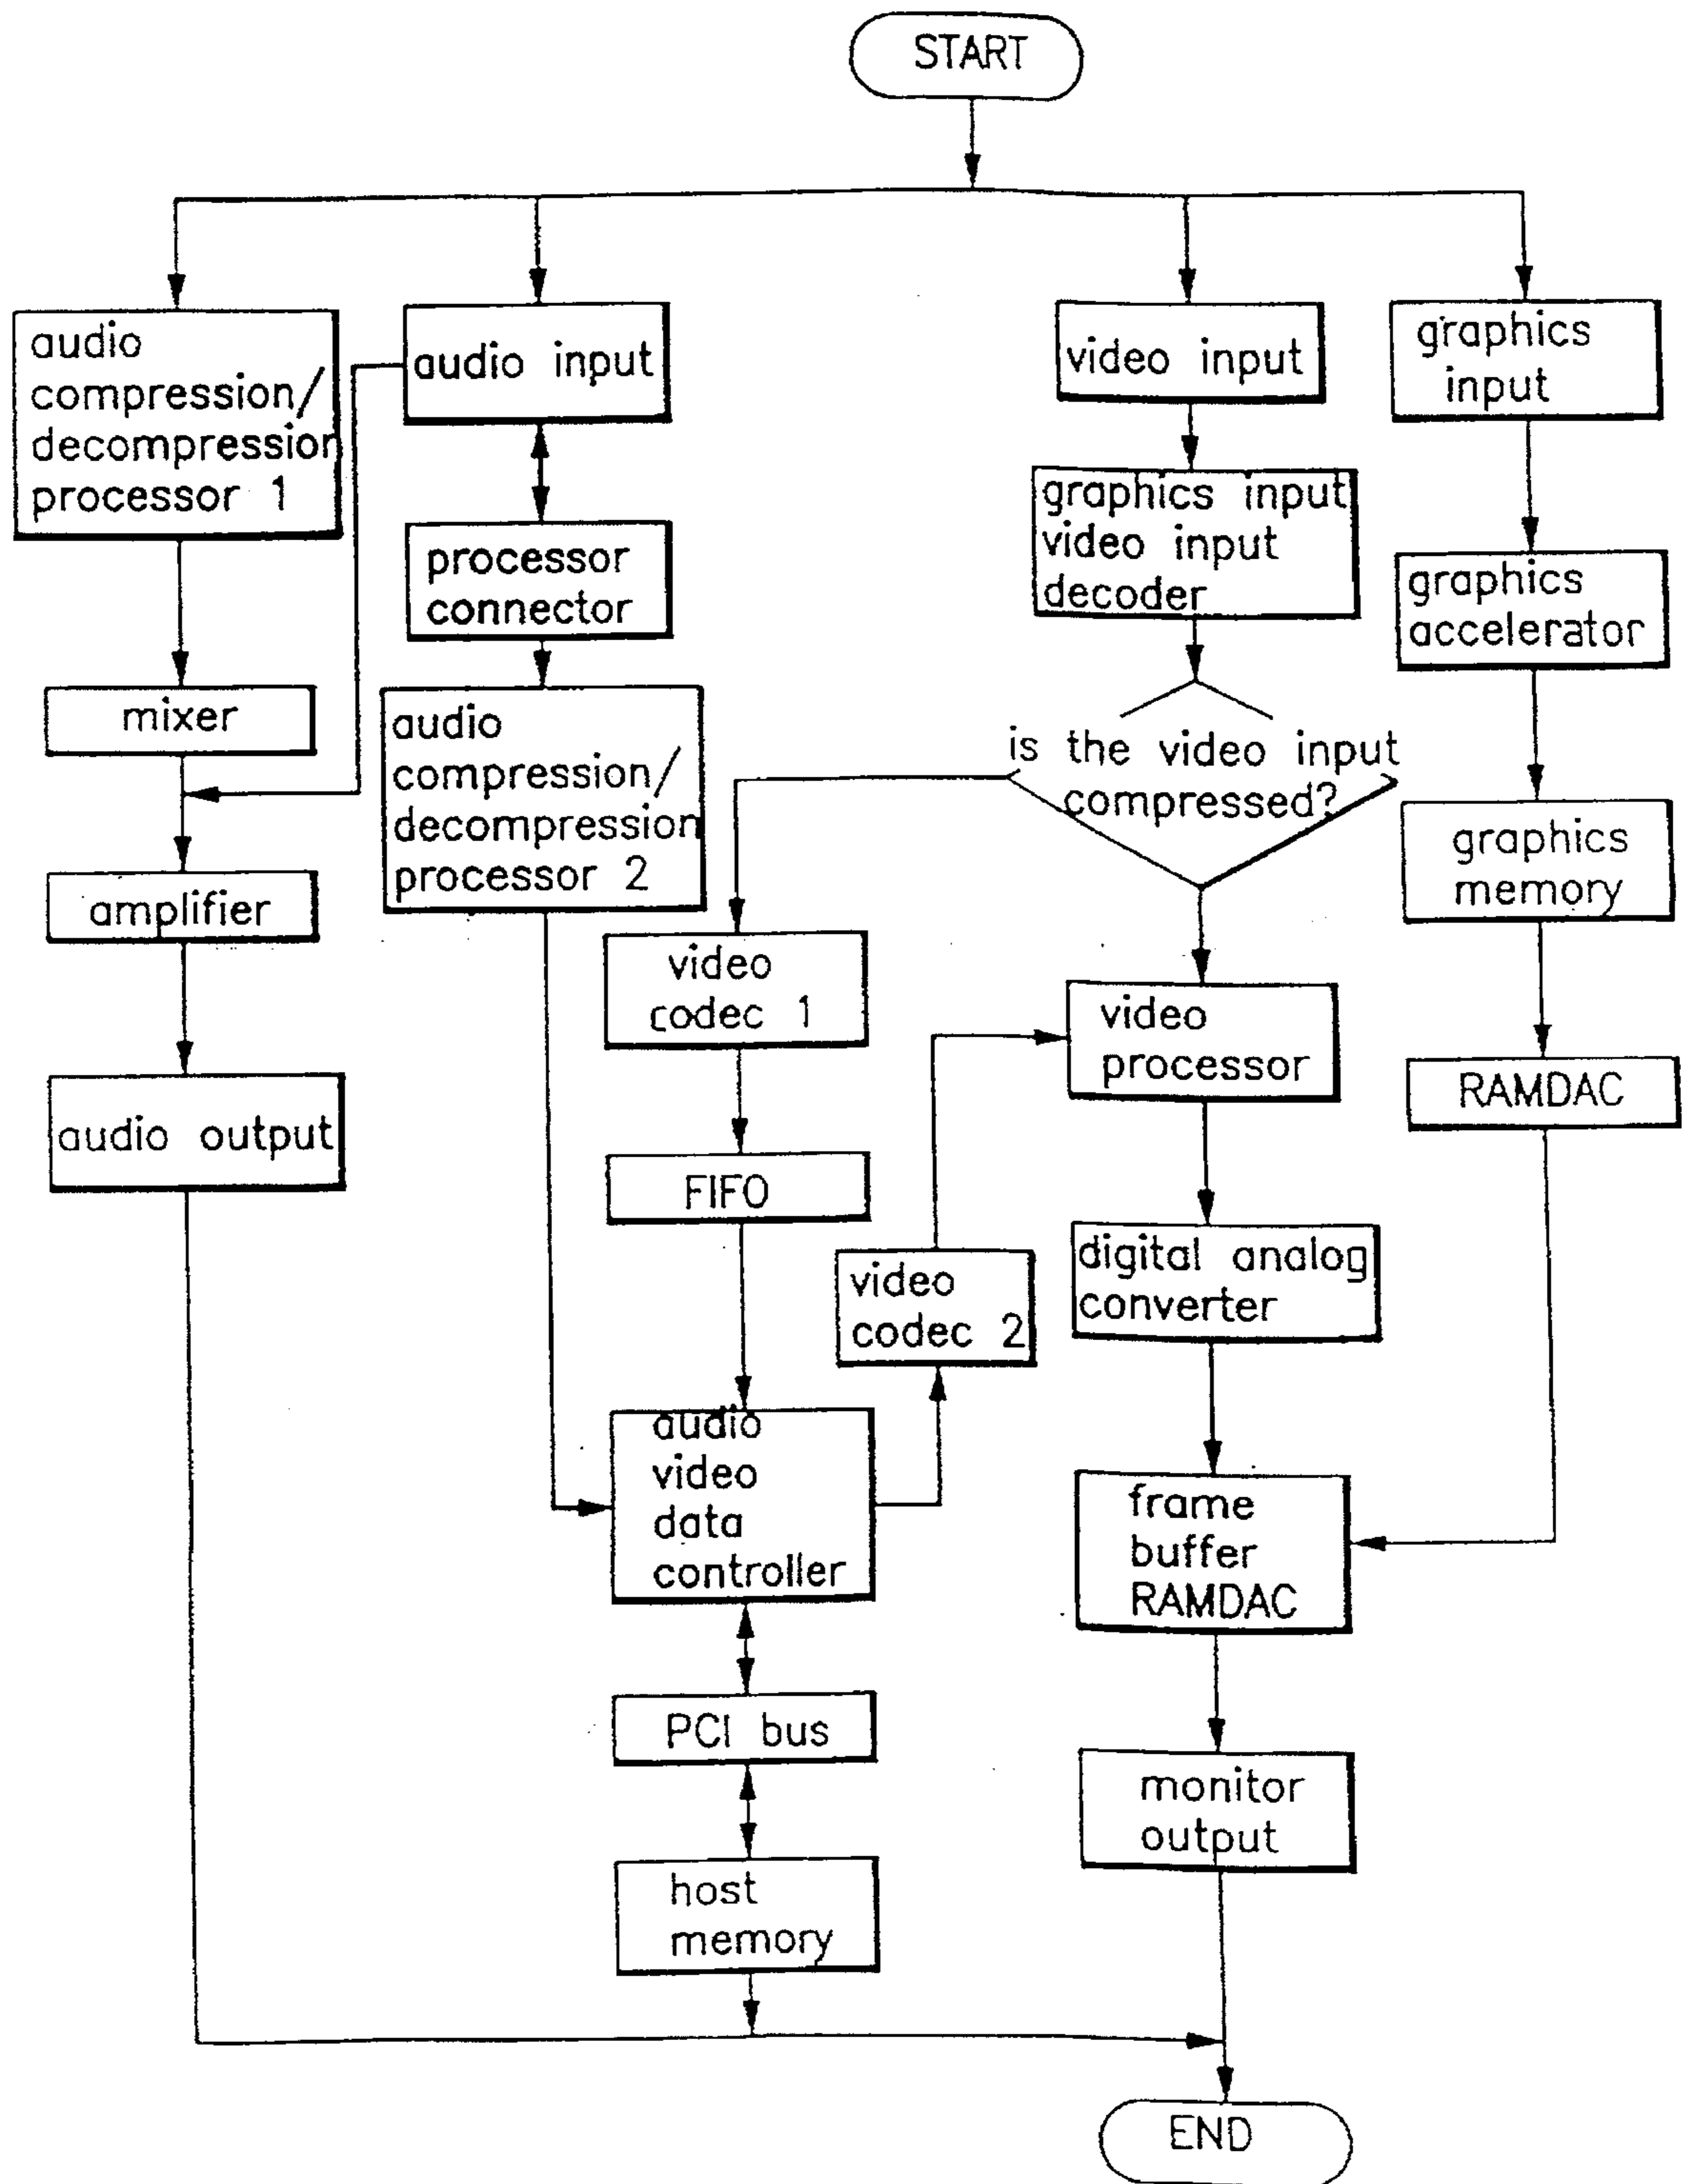 START
audio
compression/
decompression
processor 1
audio input
video input
graphics
input
processor
connector
graphics input
video input
decoder
graphics
accelerator
mixer
audio
compression/
decompression
processor 2
is the video input
compressed?
graphics
memory
amplifier
video
codec 1
video
processor
RAMDAC
audio output
FIFO
video
codec 2
digital analog
converter
audio
video
data
controller
frame
buffer
RAMDAC
PCI bus
monitor
output
host
memory
END